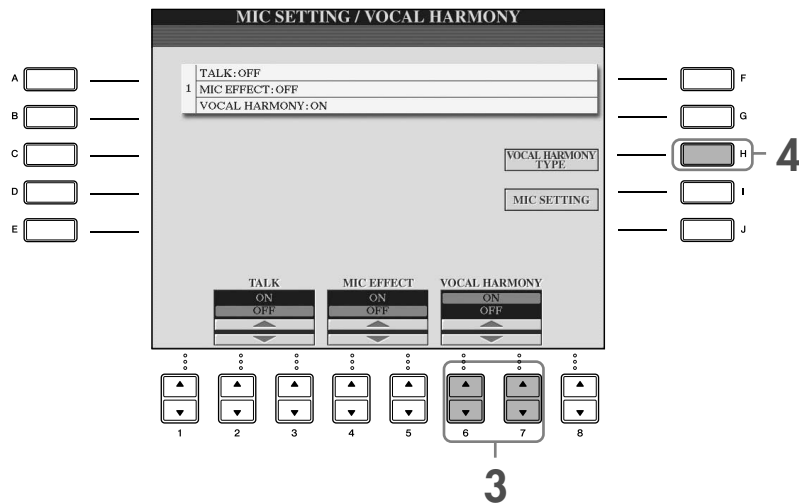 MIC SETTING / VOCAL HARMONY
TALK:OFF
1 MIC EFFECT:OFF
VOCAL HARMONY:ON
A
B
C
D
E
F
G
H
I
J
4
VOCAL HARMONY
TYPE
MIC SETTING
TALK MIC EFFECT VOCAL HARMONY
ON ON ON
OFF OFF OFF
1 2 3 4 5 6 7 8
3